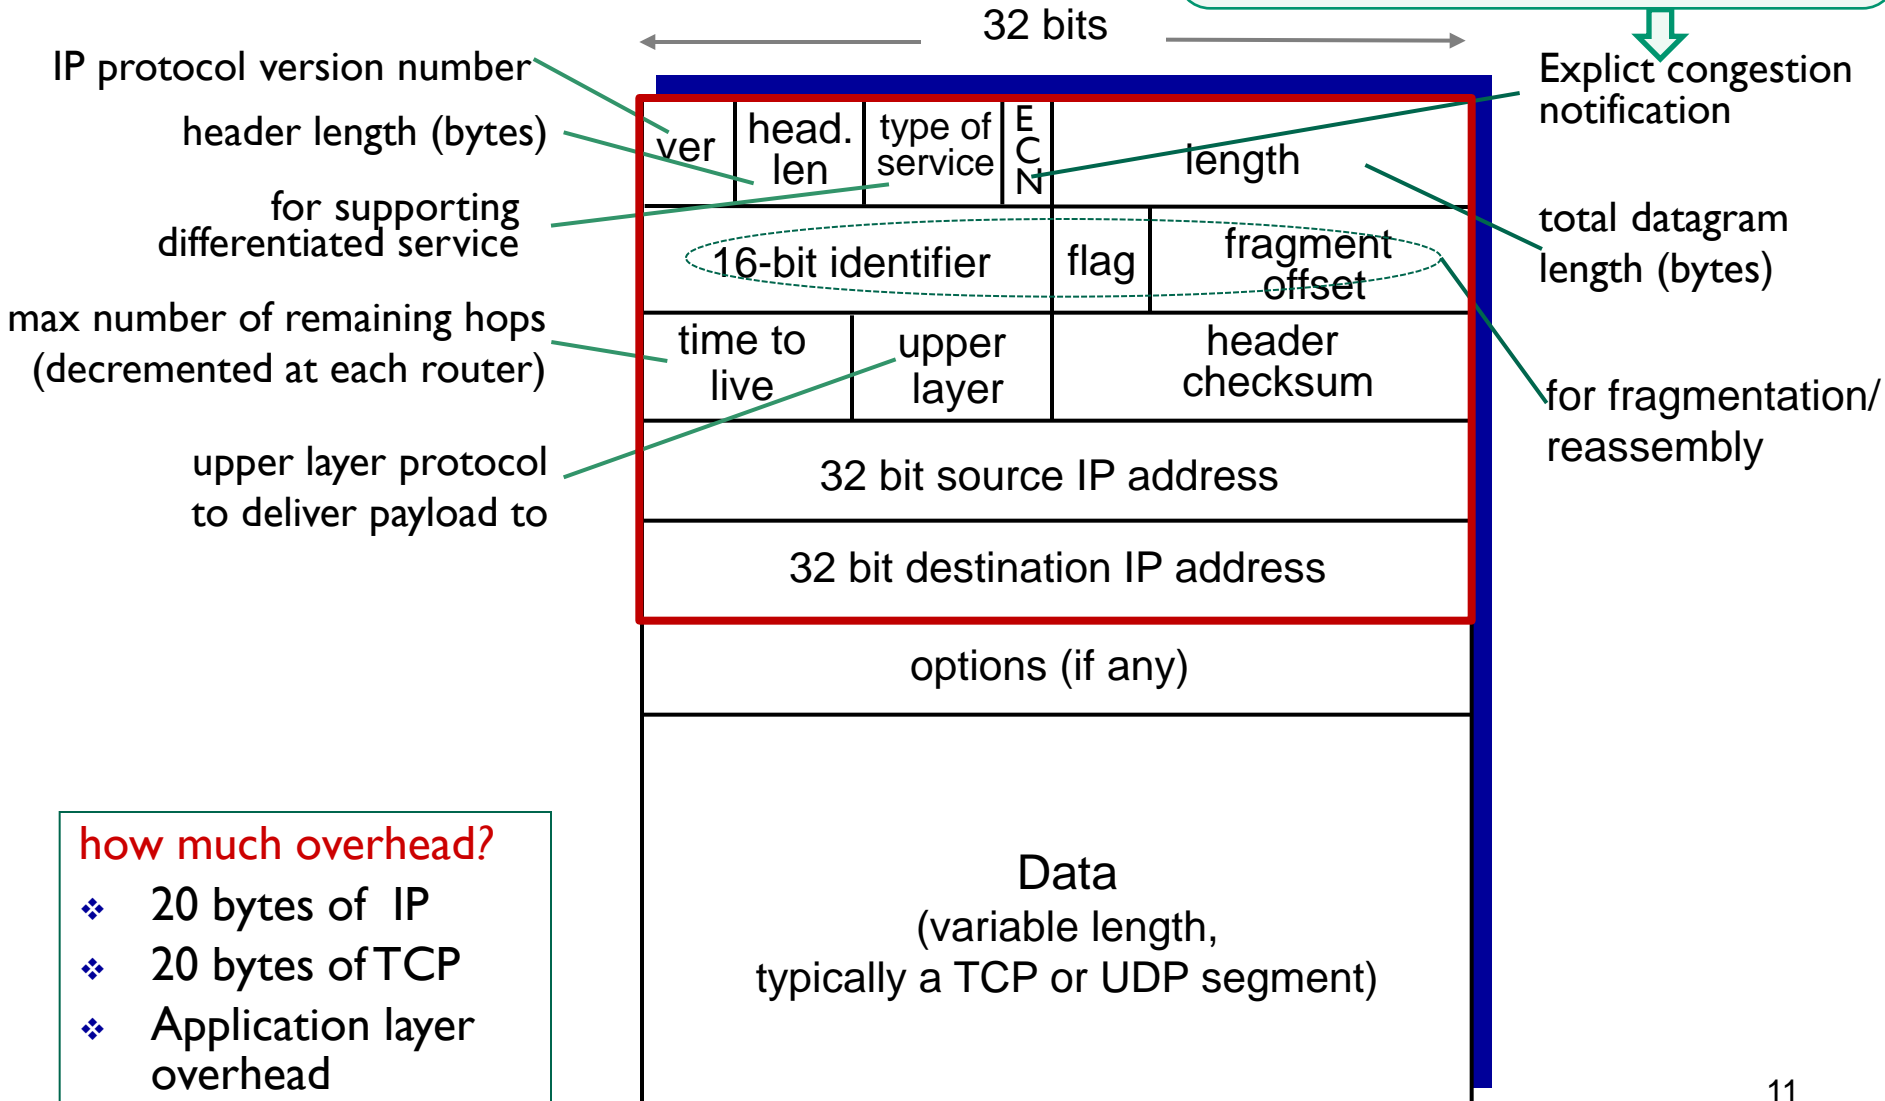 32 bits
IP protocol version number
header length (bytes)
for supporting
differentiated service
max number of remaining hops
(decremented at each router)
upper layer protocol
to deliver payload to
ver
head.
len
type of
service
E
C
N
length
16-bit identifier
flag
fragment
offset
time to
live
upper
layer
header
checksum
32 bit source IP address
32 bit destination IP address
options (if any)
Data
(variable length,
typically a TCP or UDP segment)
Explict congestion
notification
total datagram
length (bytes)
for fragmentation/
reassembly
how much overhead?
❖ 20 bytes of IP
❖ 20 bytes of TCP
❖ Application layer
overhead
11